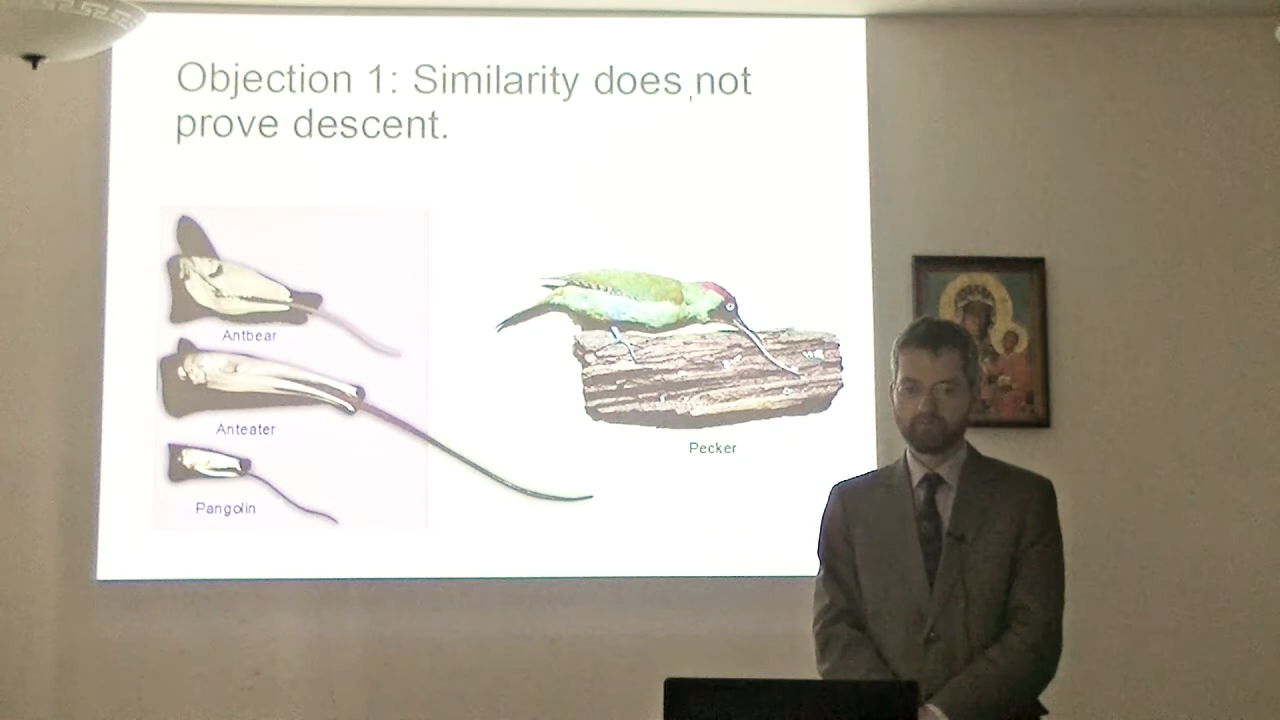 Objection 1: Similarity does not
prove descent.
Antbear
Anteater
Pangolin
Pecker